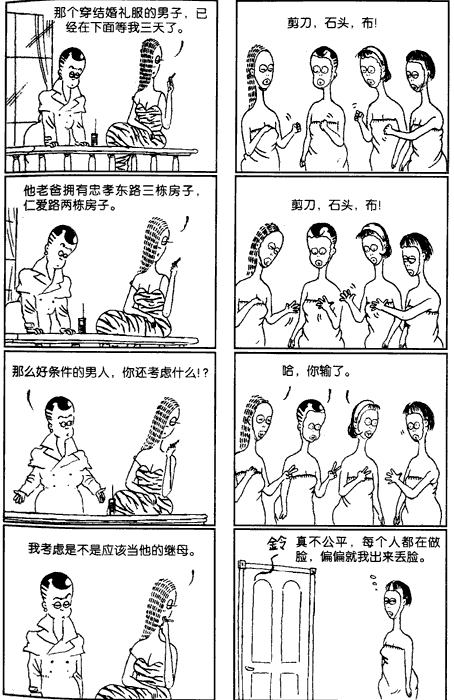 那个穿结婚礼服的男子，已
经在下面等我三天了。
他老爸拥有忠孝东路三栋房子，
仁爱路两栋房子。
那么好条件的男人，你还考虑什么！？
我考虑是不是应该当他的继母。
剪刀，石头，布！
剪刀，石头，布！
哈，你输了。
鈴
真不公平，每个人都在做
脸，偏偏就我出来丢脸。